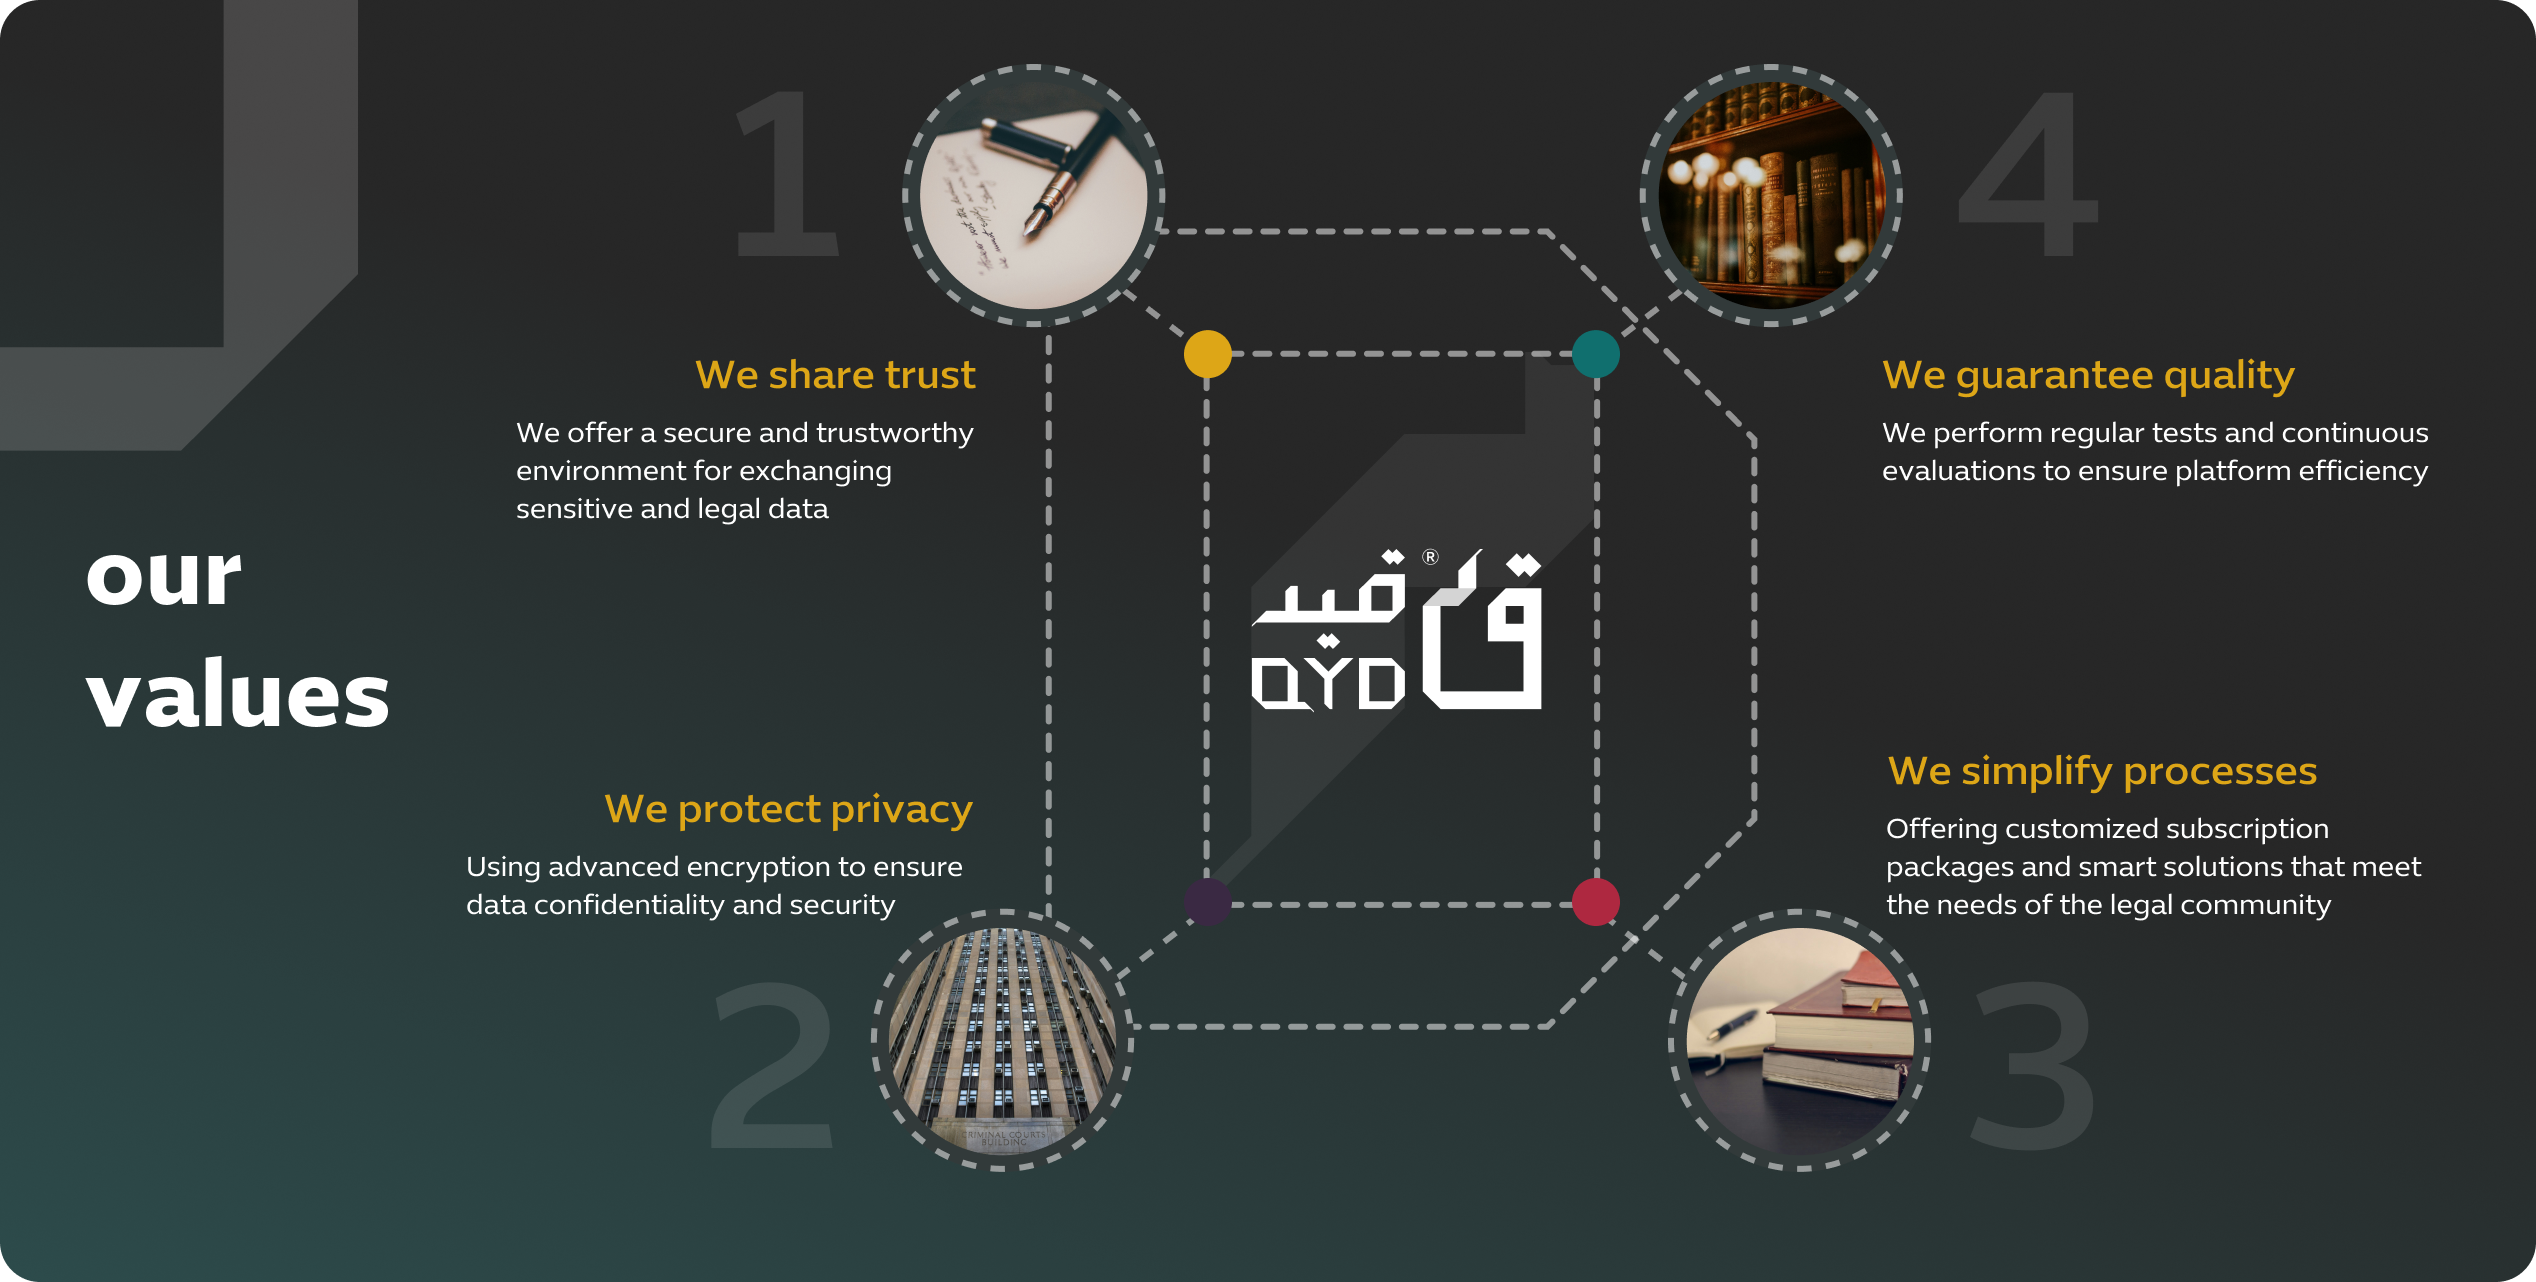 our
values
1
We share trust
We offer a secure and trustworthy
environment for exchanging
sensitive and legal data
2
We protect privacy
Using advanced encryption to ensure
data confidentiality and security
CRIMINAL COURTS
BUILDING
قيد
®
ق
QYD
4
We guarantee quality
We perform regular tests and continuous
evaluations to ensure platform efficiency
We simplify processes
Offering customized subscription
packages and smart solutions that meet
the needs of the legal community
3